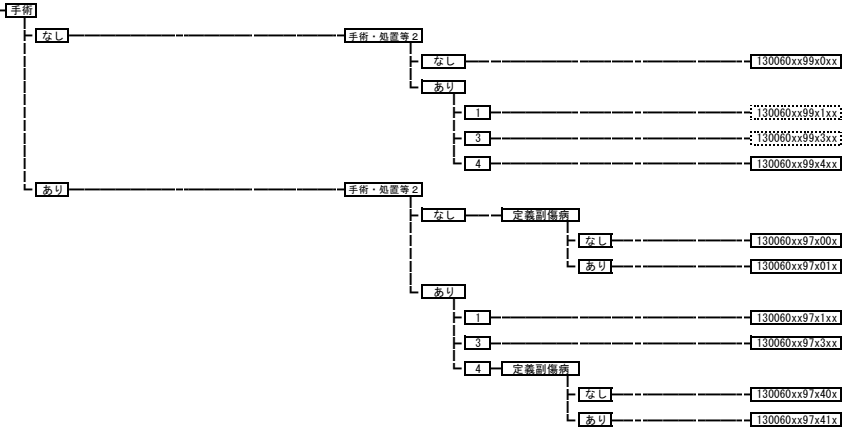 手術
なし 手術・処置等2
なし 130060xx99x0xx
あり
1 130060xx99x1xx
3 130060xx99x3xx
4 130060xx99x4xx
あり 手術・処置等2
なし 定義副傷病
なし 130060xx97x00x
あり 130060xx97x01x
あり
1 130060xx97x1xx
3 130060xx97x3xx
4 定義副傷病
なし 130060xx97x40x
あり 130060xx97x41x